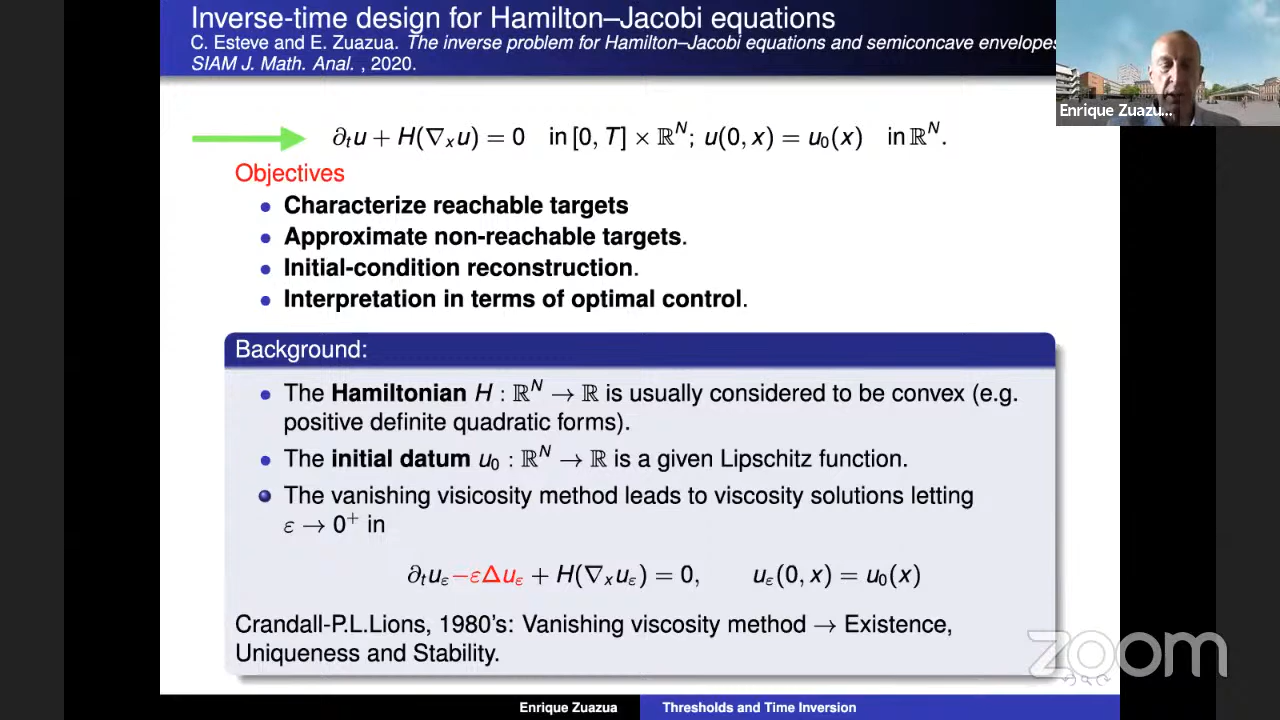 Inverse-time design for Hamilton–Jacobi equations
C. Esteve and E. Zuazua. The inverse problem for Hamilton–Jacobi equations and semiconcave envelopes
SIAM J. Math. Anal. , 2020.
Enrique Zuazu...
∂ₜu + H(∇ₓu) = 0 in [0, T] × ℝᴺ; u(0, x) = u₀(x) in ℝᴺ.
Objectives
• Characterize reachable targets
• Approximate non-reachable targets.
• Initial-condition reconstruction.
• Interpretation in terms of optimal control.
Background:
• The Hamiltonian H : ℝᴺ → ℝ is usually considered to be convex (e.g.
positive definite quadratic forms).
• The initial datum u₀ : ℝᴺ → ℝ is a given Lipschitz function.
• The vanishing visicosity method leads to viscosity solutions letting
ε → 0⁺ in
∂ₜuε −εΔuε + H(∇ₓuε) = 0, uε(0, x) = u₀(x)
Crandall-P.L.Lions, 1980's: Vanishing viscosity method → Existence,
Uniqueness and Stability.
zoom
Enrique Zuazua Thresholds and Time Inversion